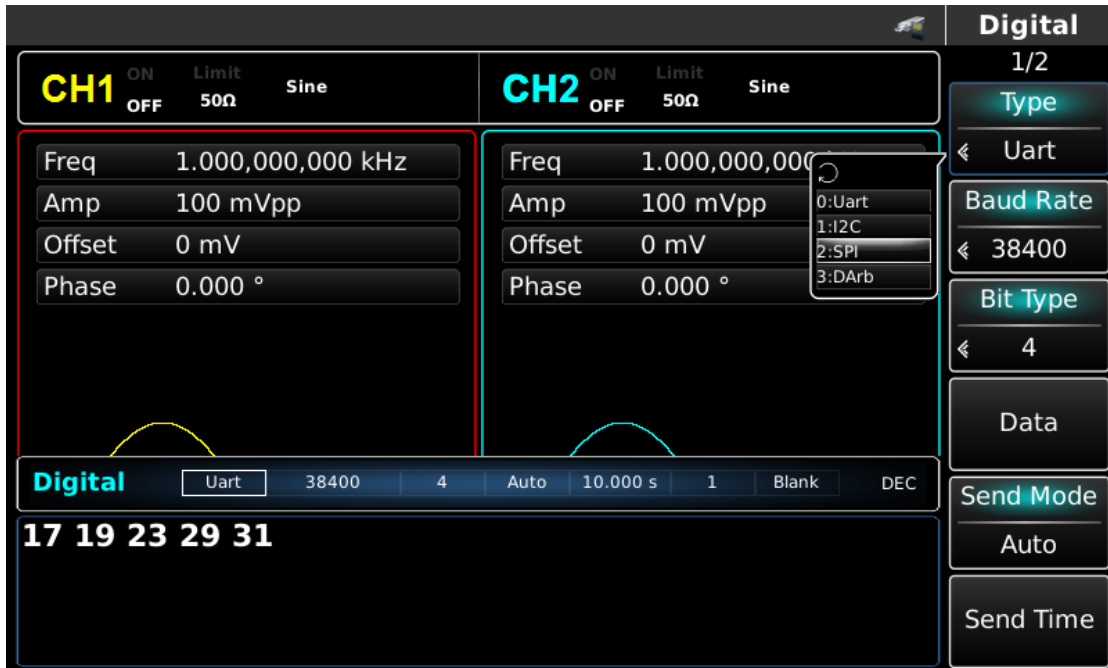 Digital
1/2
CH1 ON OFF Limit 50Ω Sine
CH2 ON OFF Limit 50Ω Sine
Freq 1.000,000,000 kHz
Amp 100 mVpp
Offset 0 mV
Phase 0.000 °
Freq 1.000,000,000
Amp 100 mVpp
Offset 0 mV
Phase 0.000 °
0:Uart
1:I2C
2:SPI
3:DArb
Type
Uart
Baud Rate
38400
Bit Type
4
Data
Send Mode
Auto
Send Time
Digital Uart 38400 4 Auto 10.000 s 1 Blank DEC
17 19 23 29 31